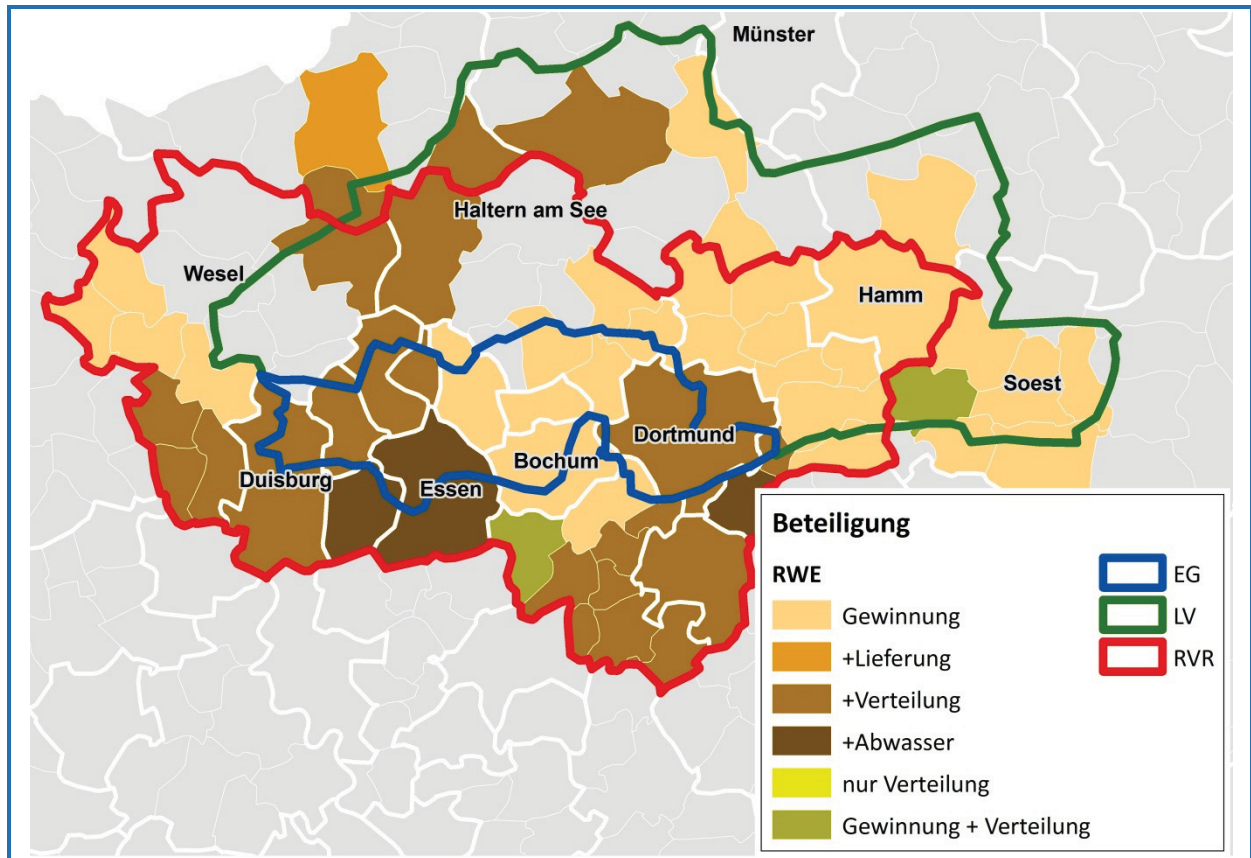 Münster
Haltern am See
Wesel
Hamm
Soest
Dortmund
Bochum
Duisburg
Essen
Beteiligung
RWE
Gewinnung
+Lieferung
+Verteilung
+Abwasser
nur Verteilung
Gewinnung + Verteilung
EG
LV
RVR